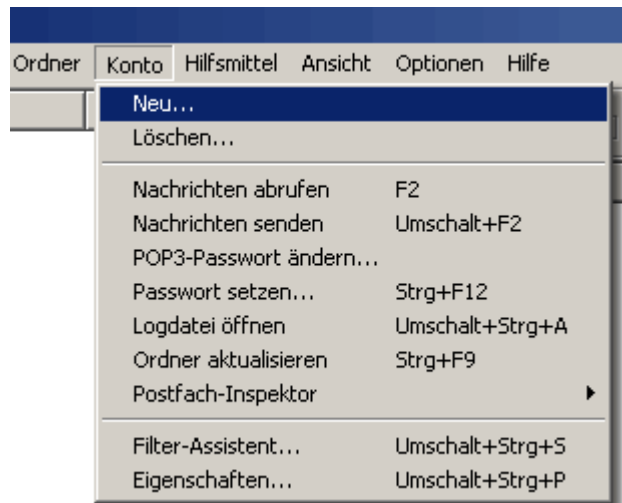 Ordner Konto Hilfsmittel Ansicht Optionen Hilfe
Neu...
Löschen...
Nachrichten abrufen F2
Nachrichten senden Umschalt+F2
POP3-Passwort ändern...
Passwort setzen... Strg+F12
Logdatei öffnen Umschalt+Strg+A
Ordner aktualisieren Strg+F9
Postfach-Inspektor
Filter-Assistent... Umschalt+Strg+S
Eigenschaften... Umschalt+Strg+P